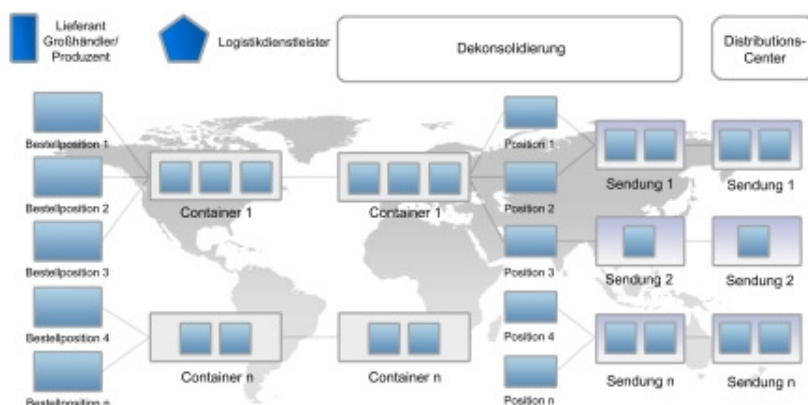 Lieferant
Großhändler/
Produzent
Logistikdienstleister
Dekonsolidierung
Distributions-
Center
Bestellposition 1
Bestellposition 2
Bestellposition 3
Bestellposition 4
Bestellposition n
Container 1
Container n
Container 1
Container n
Position 1
Position 2
Position 3
Position 4
Position n
Sendung 1
Sendung 2
Sendung n
Sendung 1
Sendung 2
Sendung n